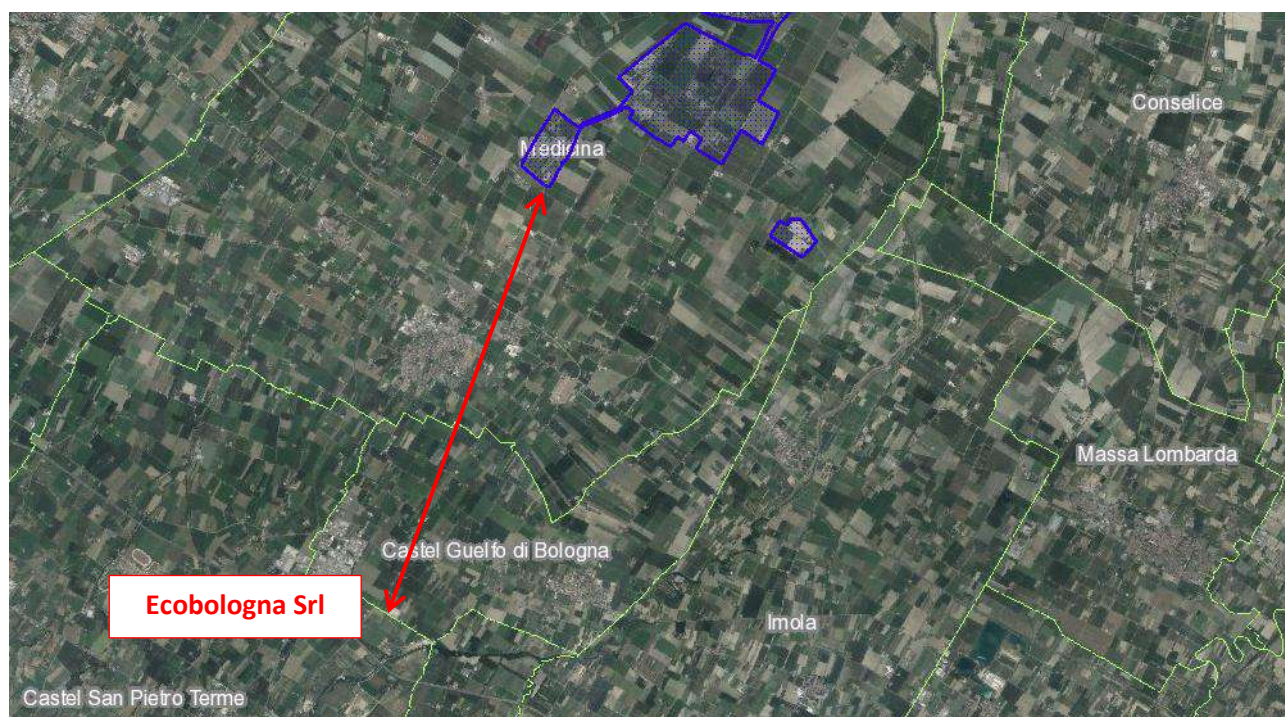 Conselice
Medicina
Massa Lombarda
Castel Guelfo di Bologna
Ecobologna Srl
Imola
Castel San Pietro Terme